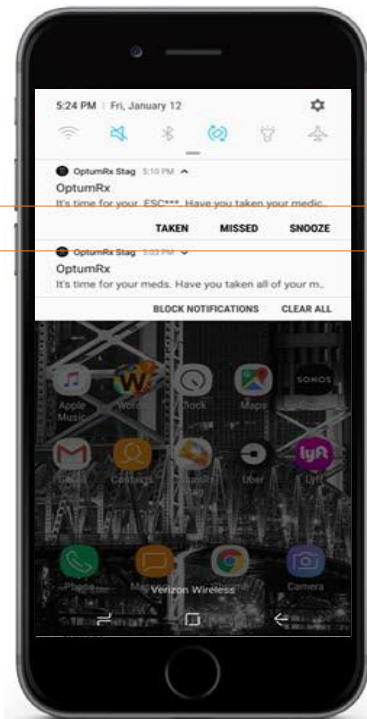 5:24 PM | Fri, January 12
OptumRx Stag 5:10 PM
OptumRx
It's time for your ESC***. Have you taken your medic..
TAKEN MISSED SNOOZE
OptumRx Stag 5:03 PM
OptumRx
It's time for your meds. Have you taken all of your m..
BLOCK NOTIFICATIONS CLEAR ALL
W
SONOS
Apple Music
Clock Maps
lyft
Contacts Uber Lyft
Verizon Wireless
Camera